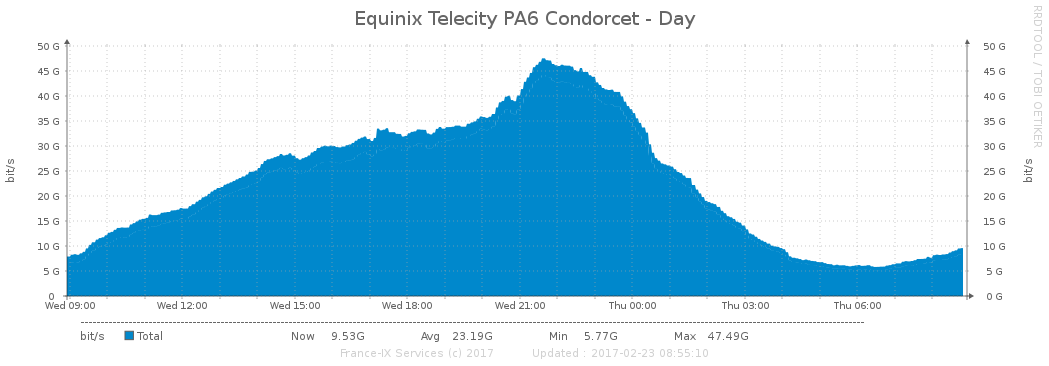 Equinix Telecity PA6 Condorcet - Day
RRDTOOL / TOBI OETIKER
bit/s
50 G
45 G
40 G
35 G
30 G
25 G
20 G
15 G
10 G
5 G
0
50 G
45 G
40 G
35 G
30 G
25 G
20 G
15 G
10 G
5 G
0 G
bit/s
Wed 09:00 Wed 12:00 Wed 15:00 Wed 18:00 Wed 21:00 Thu 00:00 Thu 03:00 Thu 06:00
bit/s Total Now 9.53G Avg 23.19G Min 5.77G Max 47.49G
France-IX Services (c) 2017 Updated : 2017-02-23 08:55:10